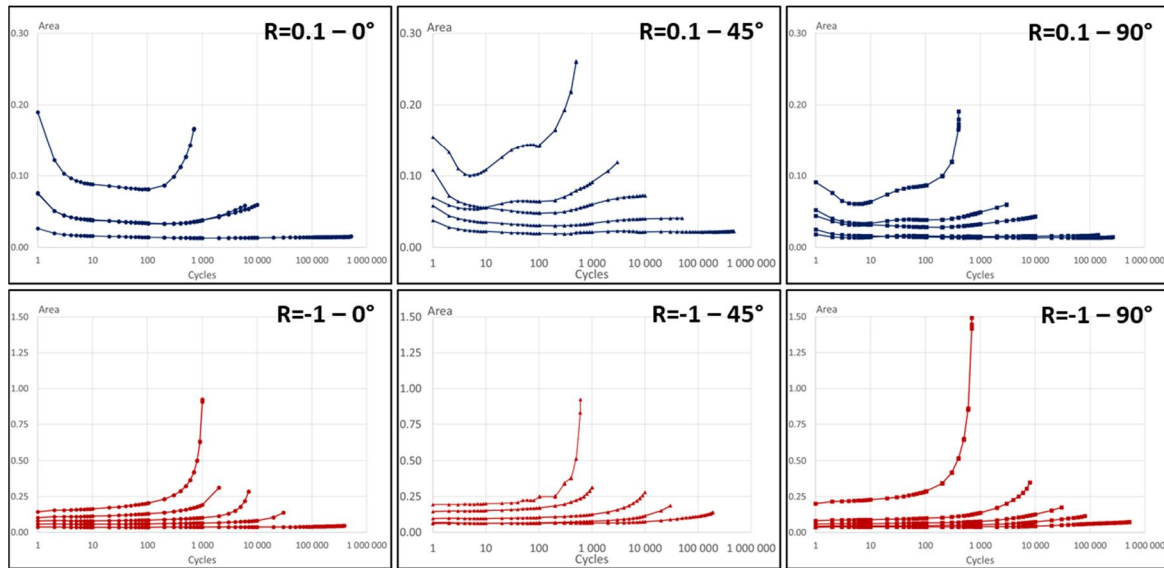 Area
R=0.1 – 0°
0.30
0.20
0.10
0.00
1
10
100
1 000
10 000
100 000
1 000 000
Cycles
Area
R=0.1 – 45°
0.30
0.20
0.10
0.00
1
10
100
1 000
10 000
100 000
1 000 000
Cycles
Area
R=0.1 – 90°
0.30
0.20
0.10
0.00
1
10
100
1 000
10 000
100 000
1 000 000
Cycles
Area
R=-1 – 0°
1.50
1.25
1.00
0.75
0.50
0.25
0.00
1
10
100
1 000
10 000
100 000
1 000 000
Cycles
Area
R=-1 – 45°
1.50
1.25
1.00
0.75
0.50
0.25
0.00
1
10
100
1 000
10 000
100 000
1 000 000
Cycles
Area
R=-1 – 90°
1.50
1.25
1.00
0.75
0.50
0.25
0.00
1
10
100
1 000
10 000
100 000
1 000 000
Cycles